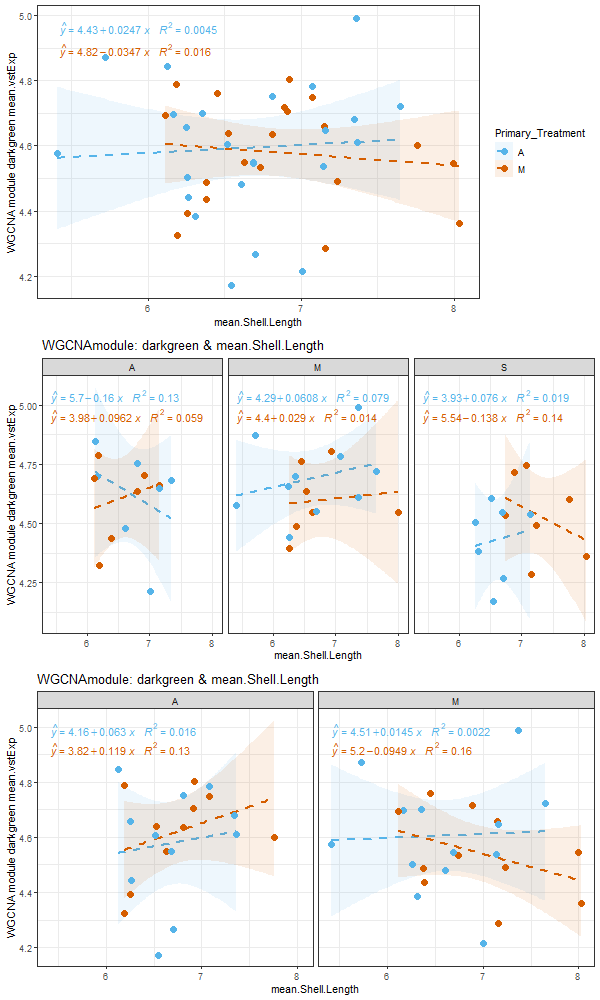 5.0
4.8
4.6
4.4
4.2
WGCNA module darkgreen mean.vstExp
ŷ = 4.43+0.0247 x R² = 0.0045
ŷ = 4.82−0.0347 x R² = 0.016
6 7 8
mean.Shell.Length
Primary_Treatment
A
M
WGCNAmodule: darkgreen & mean.Shell.Length
A M S
WGCNA module darkgreen mean.vstExp
5.00
4.75
4.50
4.25
ŷ = 5.7−0.16 x R² = 0.13
ŷ = 3.98+0.0962 x R² = 0.059
ŷ = 4.29+0.0608 x R² = 0.079
ŷ = 4.4+0.029 x R² = 0.014
ŷ = 3.93+0.076 x R² = 0.019
ŷ = 5.54−0.138 x R² = 0.14
6 7 8 6 7 8 6 7 8
mean.Shell.Length
WGCNAmodule: darkgreen & mean.Shell.Length
A M
WGCNA module darkgreen mean.vstExp
5.0
4.8
4.6
4.4
4.2
ŷ = 4.16+0.063 x R² = 0.016
ŷ = 3.82+0.119 x R² = 0.13
ŷ = 4.51+0.0145 x R² = 0.0022
ŷ = 5.2−0.0949 x R² = 0.16
6 7 8 6 7 8
mean.Shell.Length